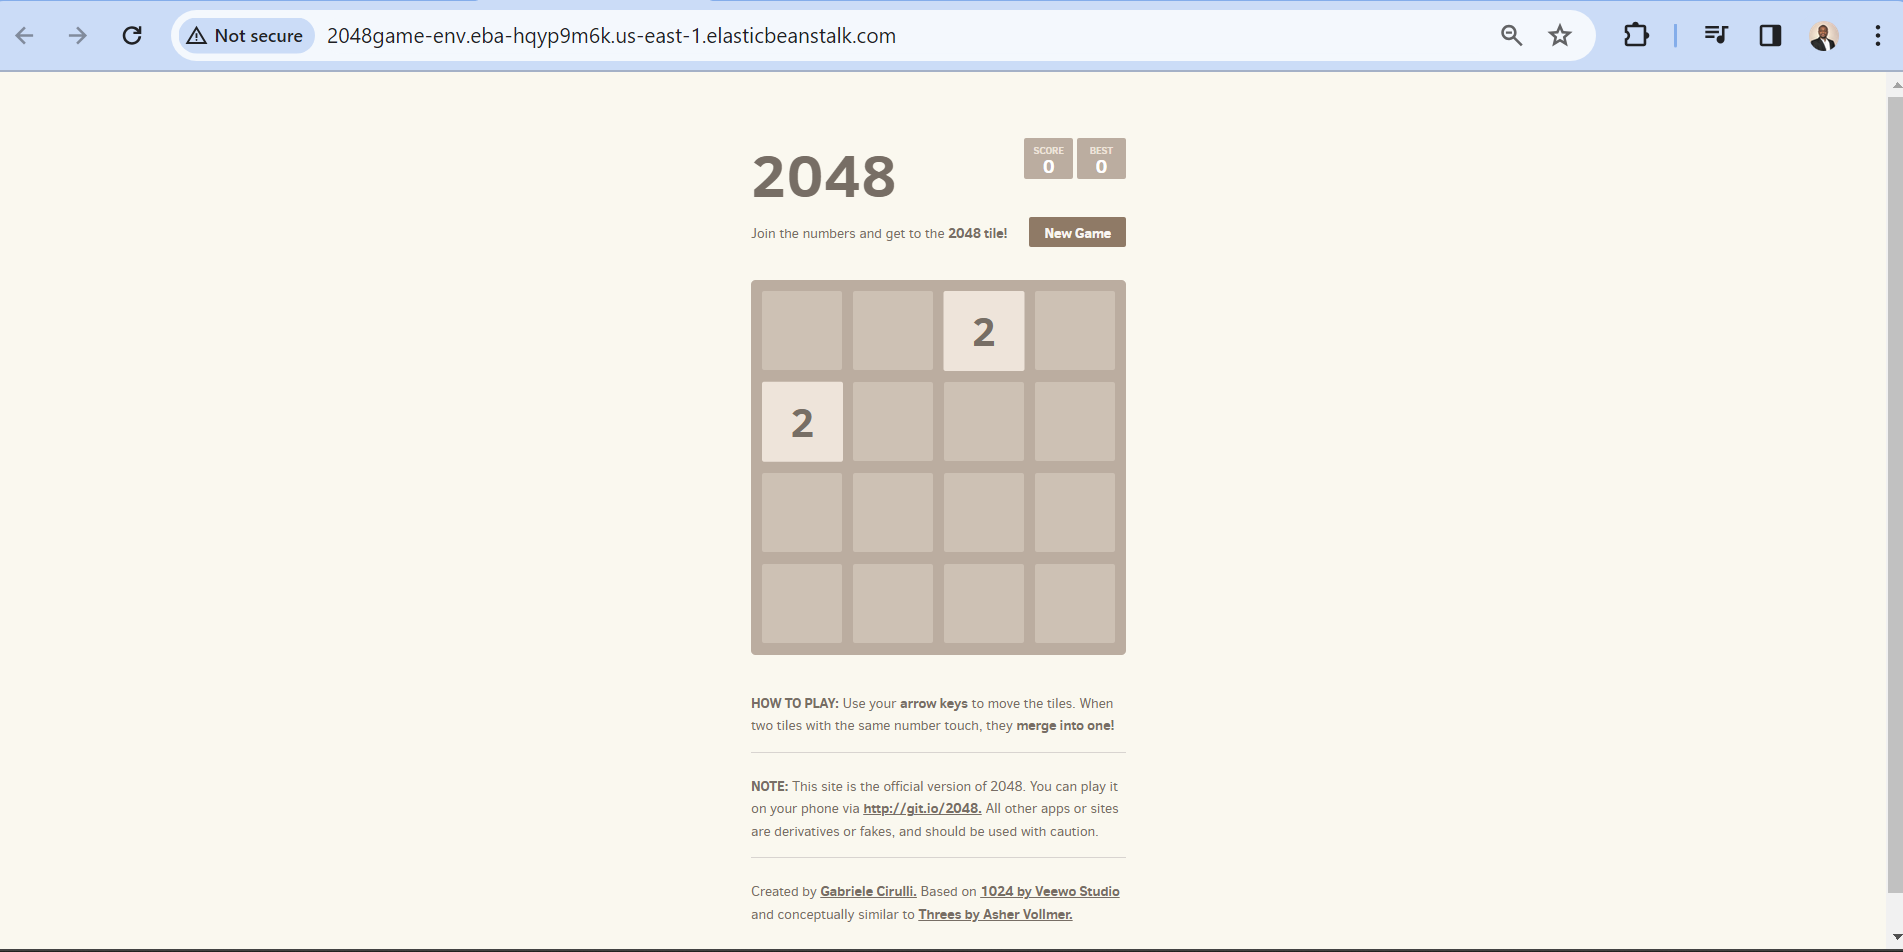 Not secure 2048game-env.eba-hqyp9m6k.us-east-1.elasticbeanstalk.com
2048
SCORE
0
BEST
0
Join the numbers and get to the 2048 tile!
New Game
2
2
HOW TO PLAY: Use your arrow keys to move the tiles. When
two tiles with the same number touch, they merge into one!
NOTE: This site is the official version of 2048. You can play it
on your phone via http://git.io/2048. All other apps or sites
are derivatives or fakes, and should be used with caution.
Created by Gabriele Cirulli. Based on 1024 by Veewo Studio
and conceptually similar to Threes by Asher Vollmer.